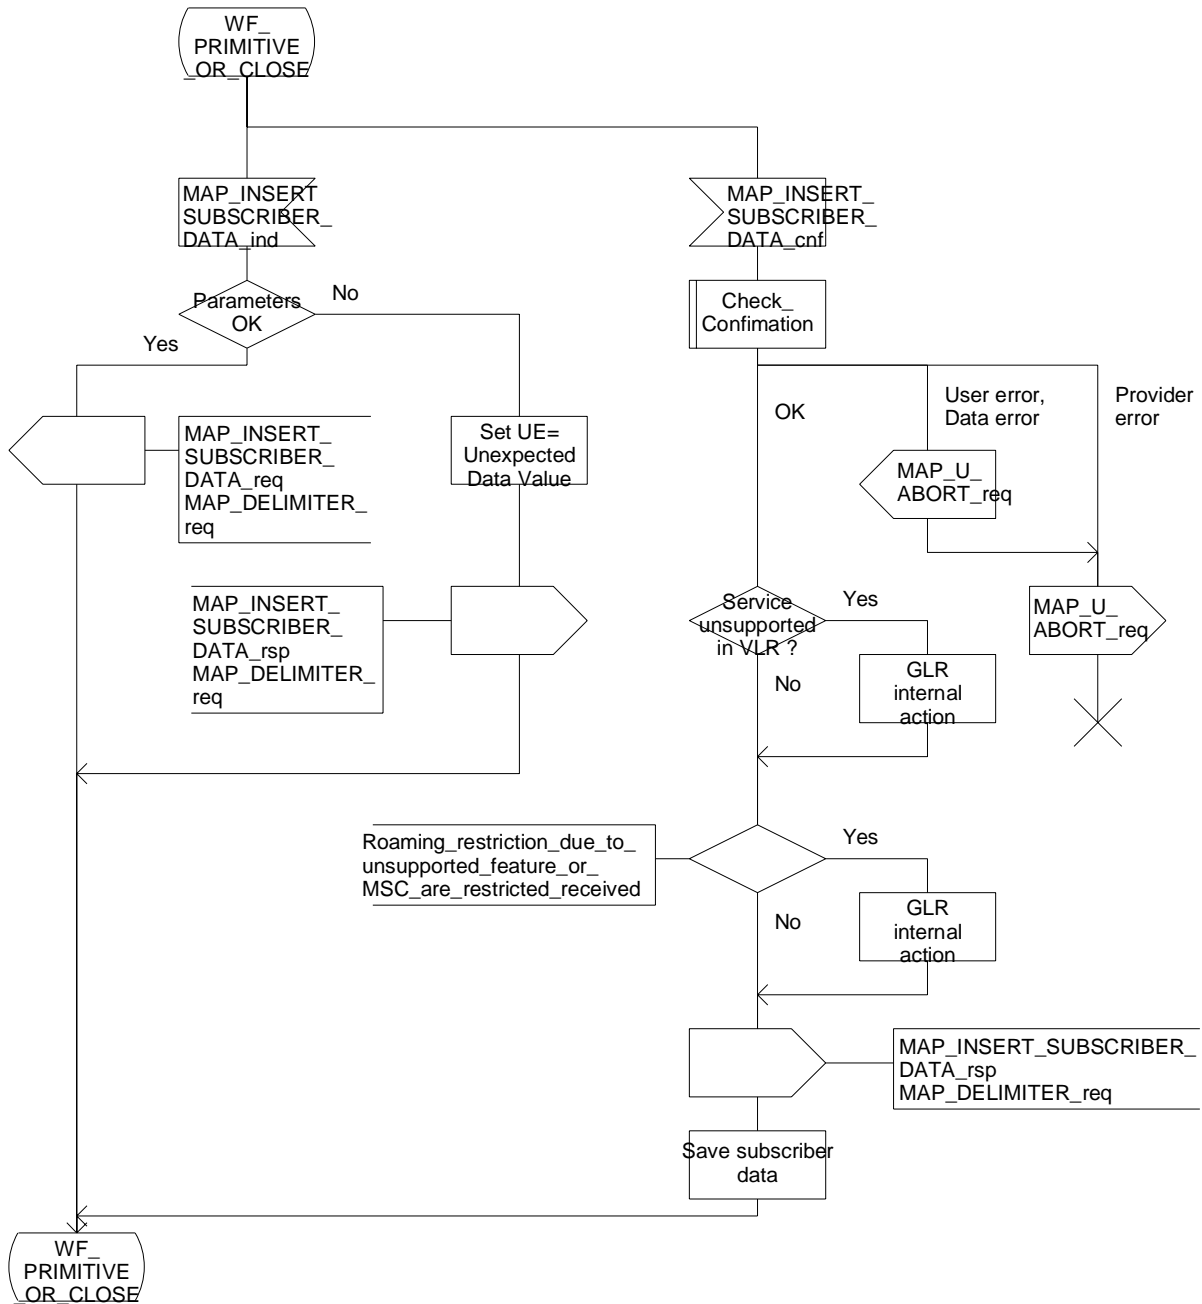 WF_
PRIMITIVE
_OR_CLOSE
MAP_INSERT
SUBSCRIBER_
DATA_ind
MAP_INSERT_
SUBSCRIBER_
DATA_cnf
Parameters
OK
No
Yes
Check_
Confimation
OK
User error,
Data error
Provider
error
MAP_INSERT_
SUBSCRIBER_
DATA_req
MAP_DELIMITER_
req
Set UE=
Unexpected
Data Value
MAP_U_
ABORT_req
MAP_INSERT_
SUBSCRIBER_
DATA_rsp
MAP_DELIMITER_
req
Service
unsupported
in VLR ?
Yes
No
MAP_U_
ABORT_req
GLR
internal
action
Roaming_restriction_due_to_
unsupported_feature_or_
MSC_are_restricted_received
Yes
No
GLR
internal
action
MAP_INSERT_SUBSCRIBER_
DATA_rsp
MAP_DELIMITER_req
Save subscriber
data
WF_
PRIMITIVE
_OR_CLOSE